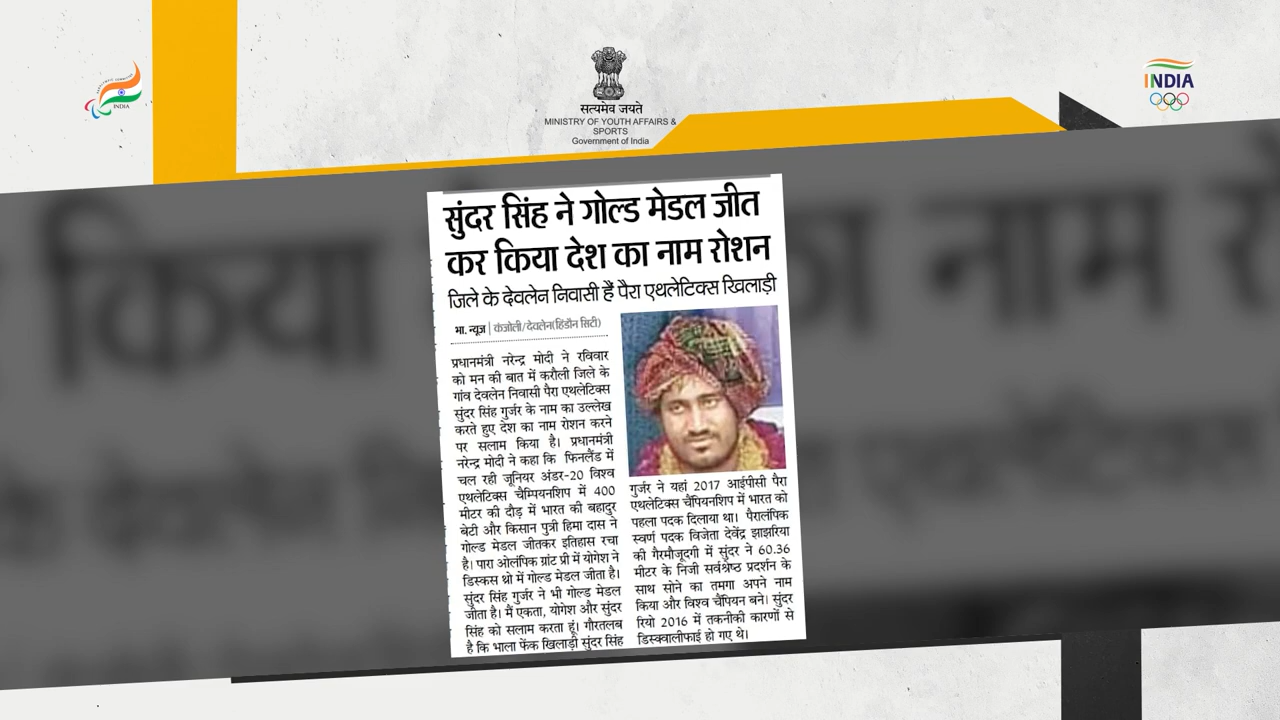 INDIA
सत्यमेव जयते
MINISTRY OF YOUTH AFFAIRS &
SPORTS
Government of India
INDIA
सुंदर सिंह ने गोल्ड मेडल जीत
कर किया देश का नाम रोशन
जिले के देवलेन निवासी हैं पैरा एथलेटिक्स खिलाड़ी
भा. न्यूज | कंजोली/देवलेन(हिंडौन सिटी)
प्रधानमंत्री नरेन्द्र मोदी ने रविवार
को मन की बात में करौली जिले के
गांव देवलेन निवासी पैरा एथलेटिक्स
सुंदर सिंह गुर्जर के नाम का उल्लेख
करते हुए देश का नाम रोशन करने
पर सलाम किया है। प्रधानमंत्री
नरेन्द्र मोदी ने कहा कि फिनलैंड में
चल रही जूनियर अंडर-20 विश्व
एथलेटिक्स चैम्पियनशिप में 400
मीटर की दौड़ में भारत की बहादुर
बेटी और किसान पुत्री हिमा दास ने
गोल्ड मेडल जीतकर इतिहास रचा
है। पारा ओलंपिक ग्रांट प्री में योगेश ने
डिस्कस थ्रो में गोल्ड मेडल जीता है।
सुंदर सिंह गुर्जर ने भी गोल्ड मेडल
जीता है। मैं एकता, योगेश और सुंदर
सिंह को सलाम करता हूं। गौरतलब
है कि भाला फेंक खिलाड़ी सुंदर सिंह
गुर्जर ने यहां 2017 आईपीसी पैरा
एथलेटिक्स चैंपियनशिप में भारत को
पहला पदक दिलाया था। पैरालंपिक
स्वर्ण पदक विजेता देवेंद्र झाझरिया
की गैरमौजूदगी में सुंदर ने 60.36
मीटर के निजी सर्वश्रेष्ठ प्रदर्शन के
साथ सोने का तमगा अपने नाम
किया और विश्व चैंपियन बने। सुंदर
रियो 2016 में तकनीकी कारणों से
डिस्क्वालीफाई हो गए थे।